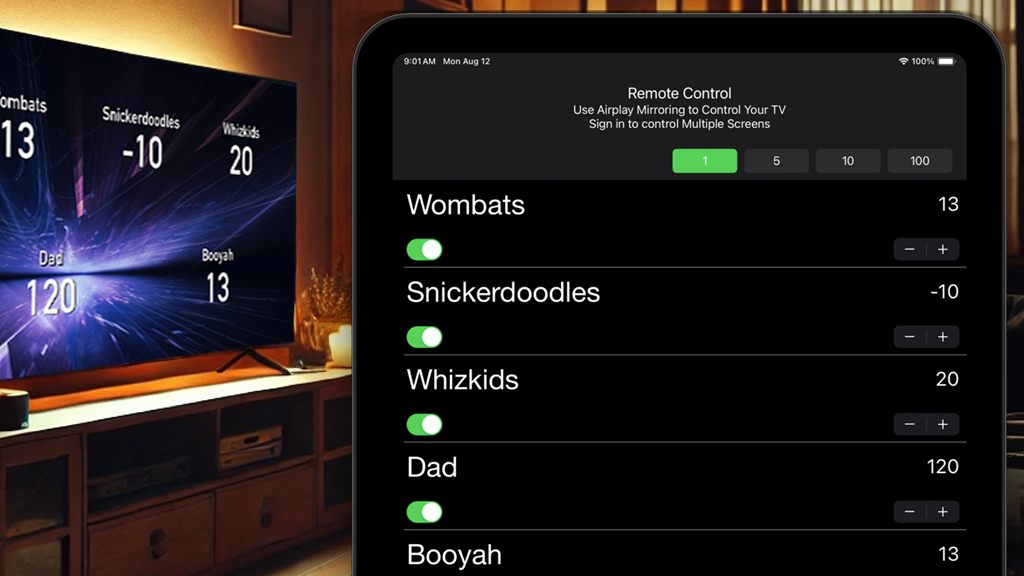 ombats
13
Snickerdoodles
-10
Whizkids
20
Dad
120
Booyah
13
9:01 AM Mon Aug 12
100%
Remote Control
Use Airplay Mirroring to Control Your TV
Sign in to control Multiple Screens
1 5 10 100
Wombats 13
− +
Snickerdoodles -10
− +
Whizkids 20
− +
Dad 120
− +
Booyah 13